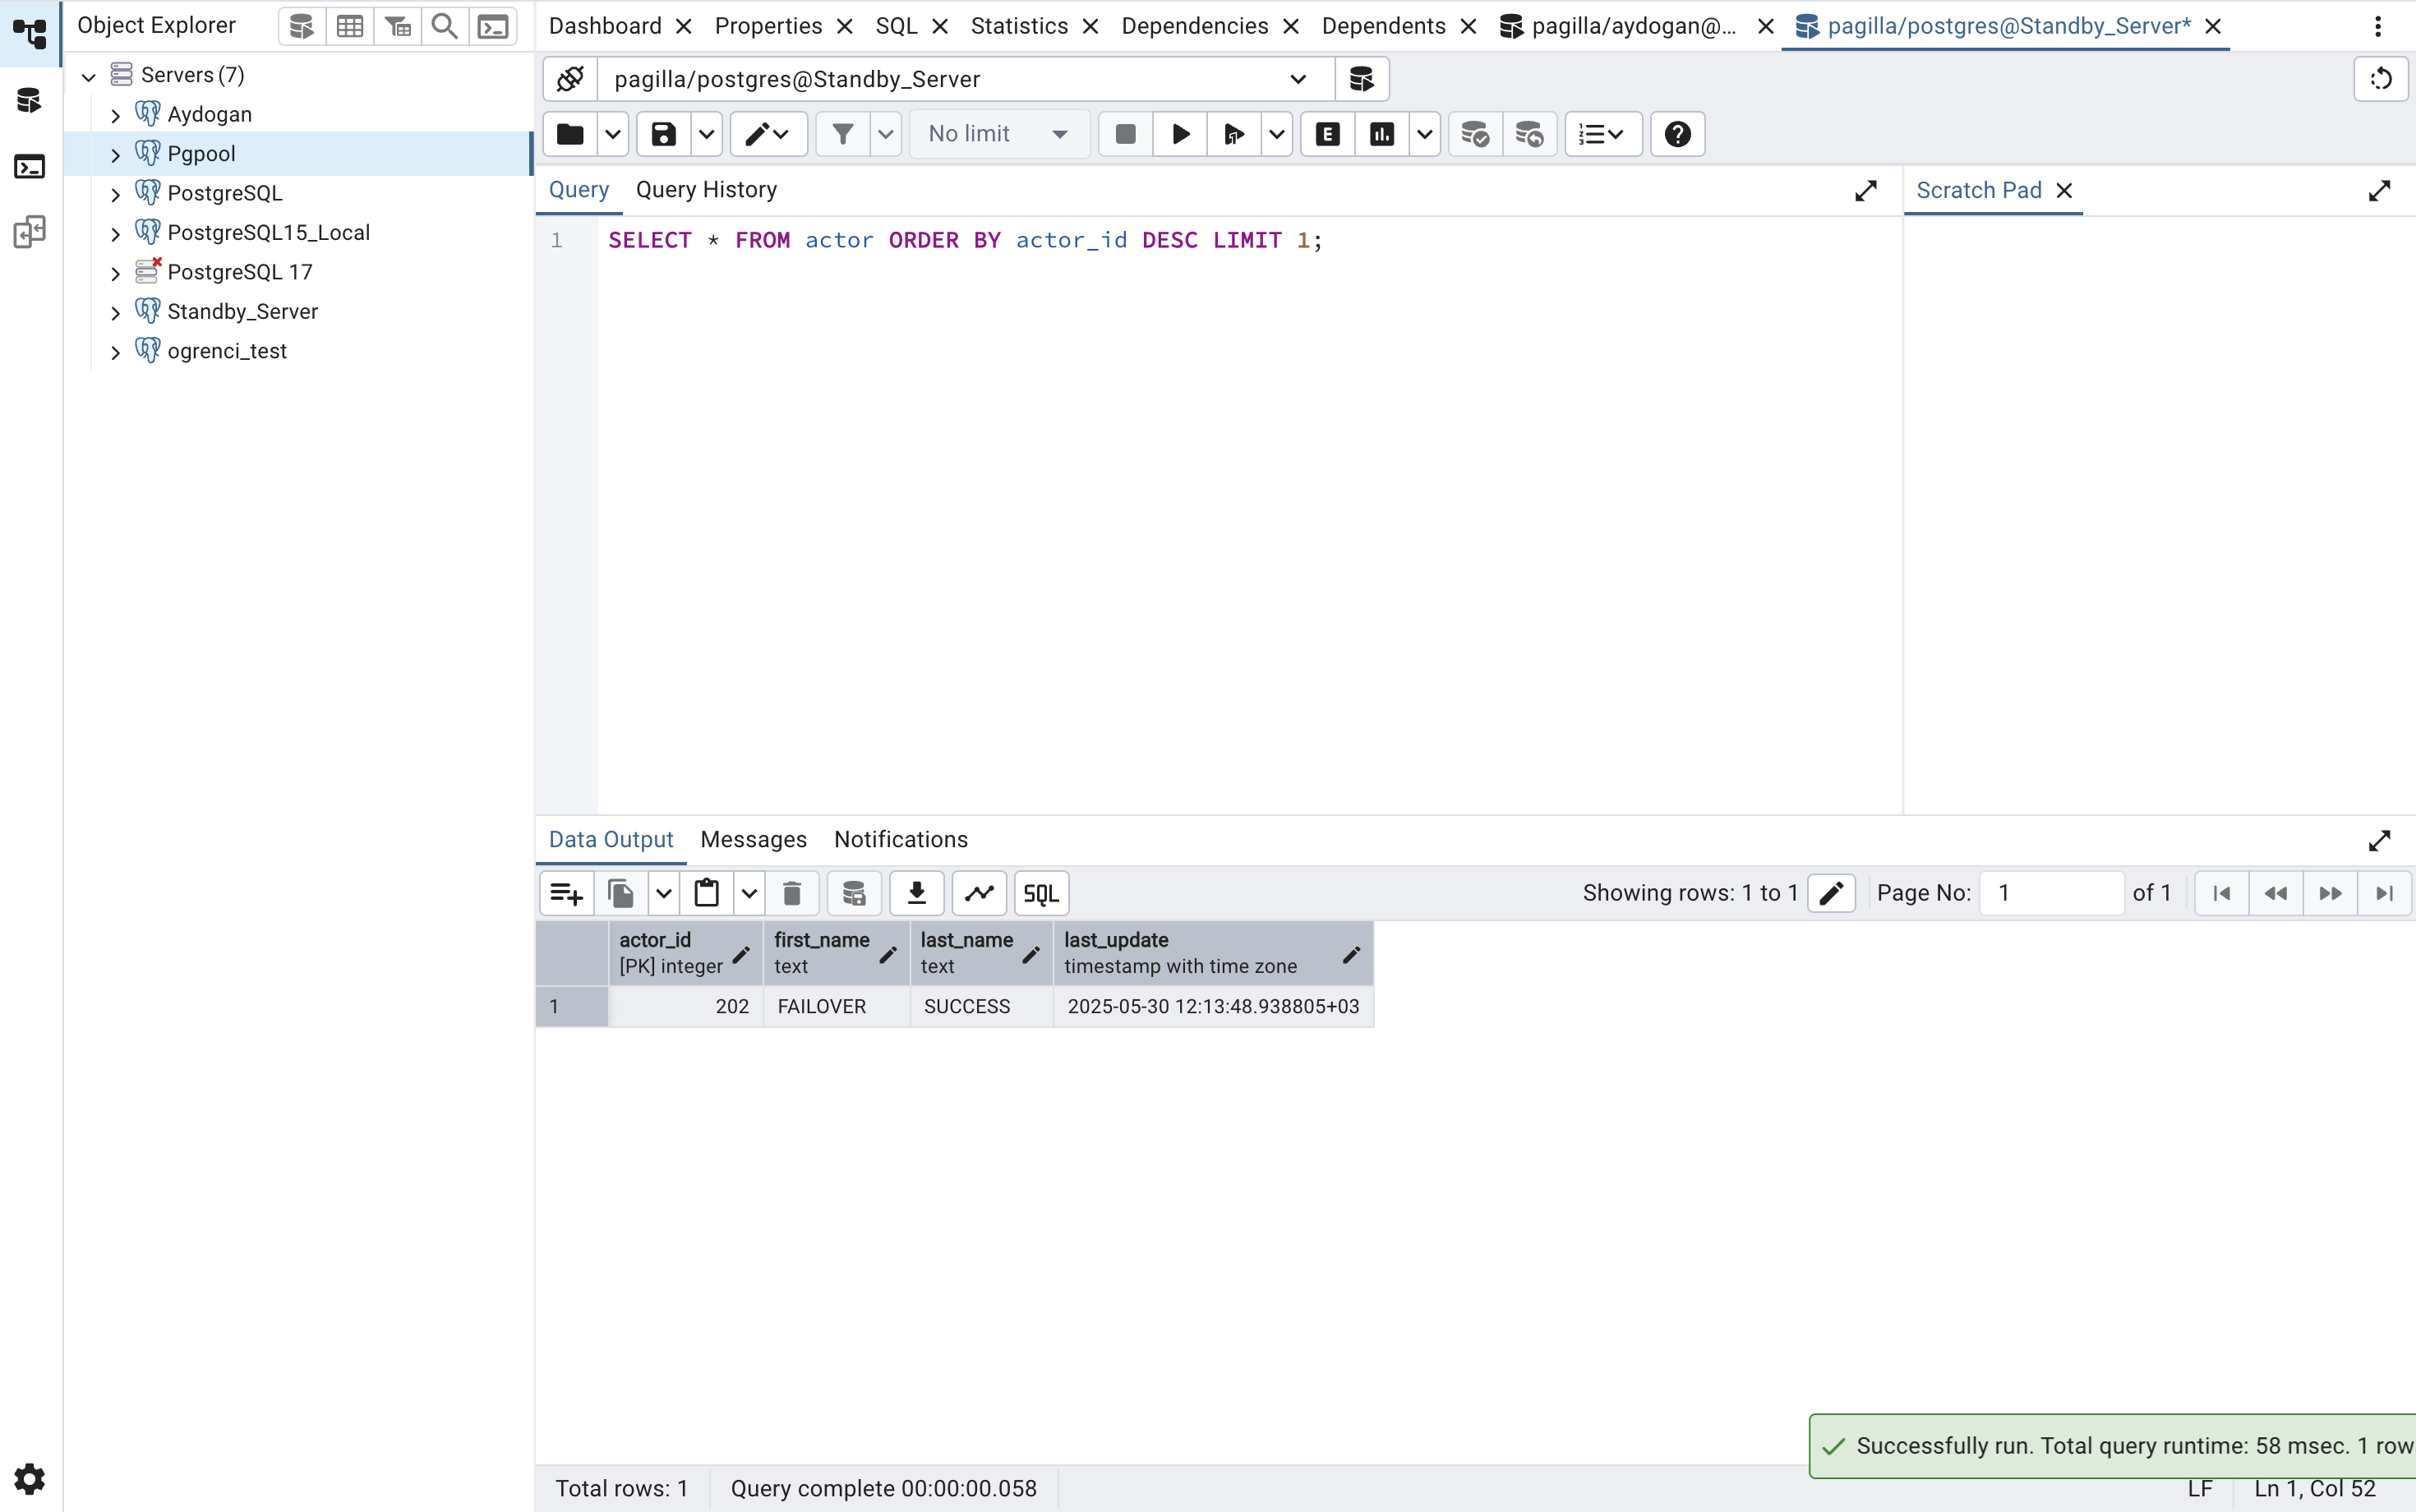 Object Explorer
Servers (7)
Aydogan
Pgpool
PostgreSQL
PostgreSQL15_Local
PostgreSQL 17
Standby_Server
ogrenci_test
Dashboard Properties SQL Statistics Dependencies Dependents pagilla/aydogan@... pagilla/postgres@Standby_Server*
pagilla/postgres@Standby_Server
No limit E
Query Query History Scratch Pad
1 SELECT * FROM actor ORDER BY actor_id DESC LIMIT 1;
Data Output Messages Notifications
SQL Showing rows: 1 to 1 Page No: 1 of 1
actor_id first_name last_name last_update
[PK] integer text text timestamp with time zone
1 202 FAILOVER SUCCESS 2025-05-30 12:13:48.938805+03
Successfully run. Total query runtime: 58 msec. 1 row
Total rows: 1 Query complete 00:00:00.058 LF Ln 1, Col 52